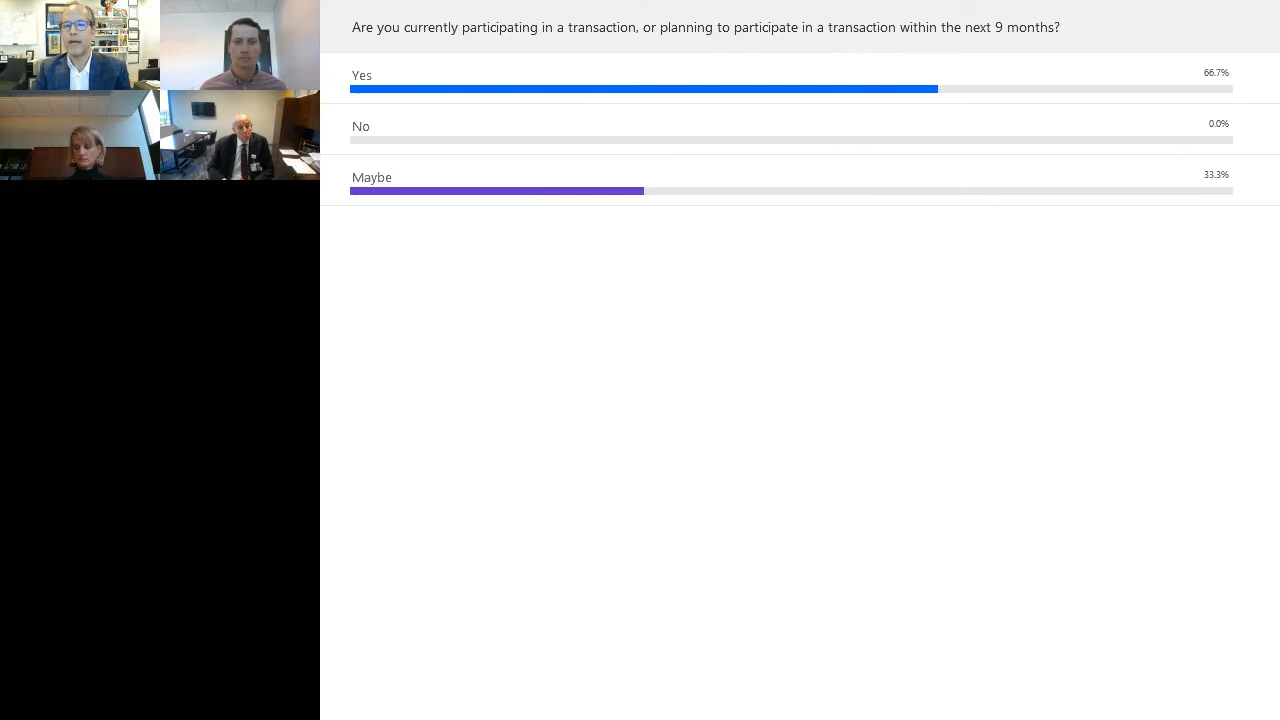 Are you currently participating in a transaction, or planning to participate in a transaction within the next 9 months?
Yes
66.7%
No
0.0%
Maybe
33.3%